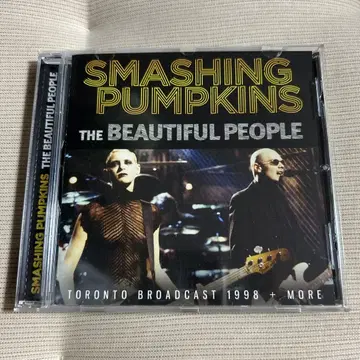 SMASHING
PUMPKINS
THE BEAUTIFUL PEOPLE
TORONTO BROADCAST 1998 + MORE
SMASHING PUMPKINS THE BEAUTIFUL PEOPLE